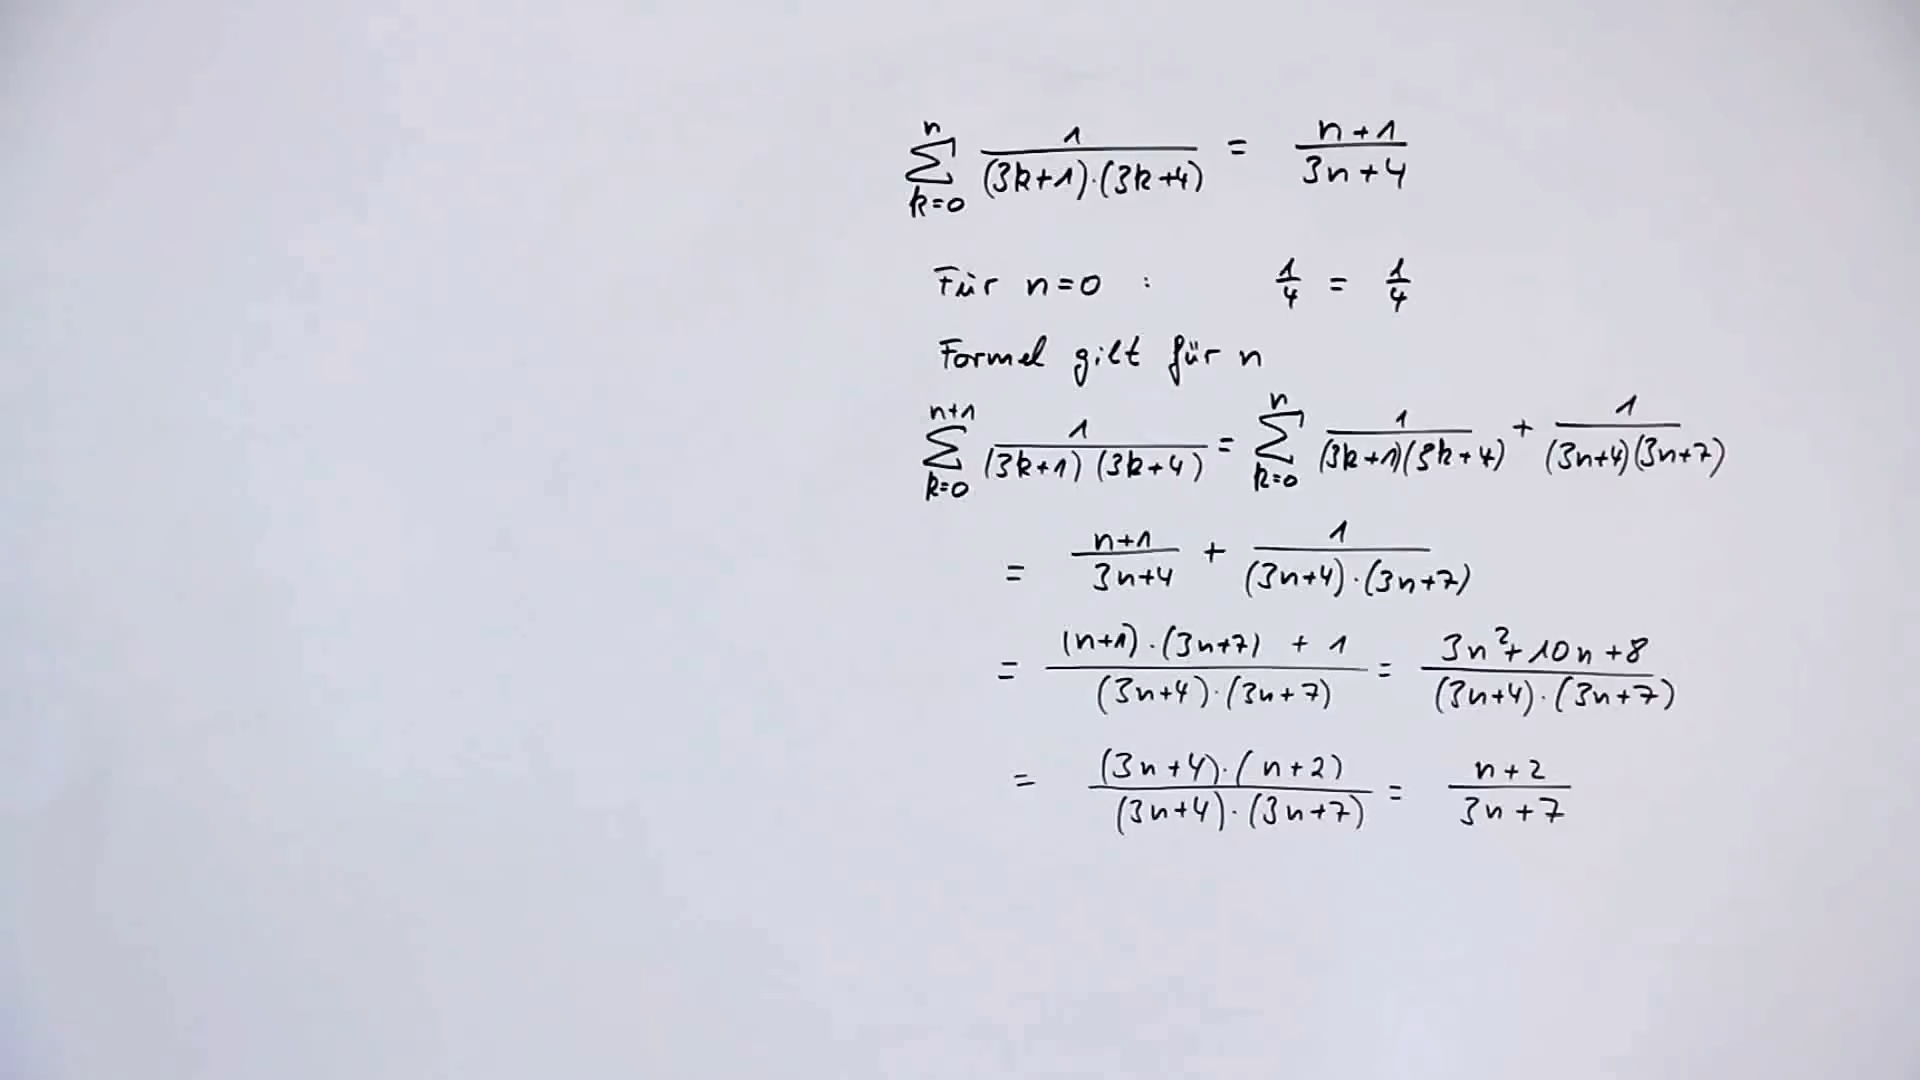 n∑k=0 1/((3k+1)·(3k+4)) = (n+1)/(3n+4)
Für n=0 : 1/4 = 1/4
Formel gilt für n
n+1∑k=0 1/((3k+1)(3k+4)) = n∑k=0 1/((3k+1)(3k+4)) + 1/((3n+4)(3n+7))
= (n+1)/(3n+4) + 1/((3n+4)·(3n+7))
= ((n+1)·(3n+7) + 1)/((3n+4)·(3n+7)) = (3n²+10n+8)/((3n+4)·(3n+7))
= ((3n+4)·(n+2))/((3n+4)·(3n+7)) = (n+2)/(3n+7)